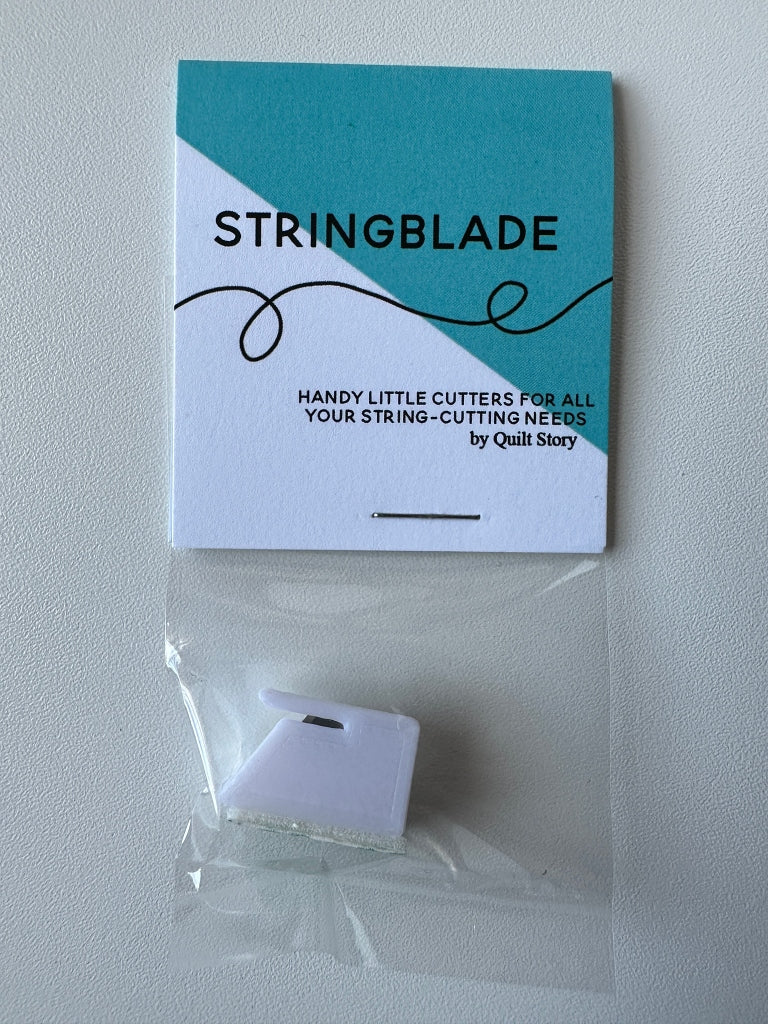 STRINGBLADE
HANDY LITTLE CUTTERS FOR ALL
YOUR STRING-CUTTING NEEDS
by Quilt Story